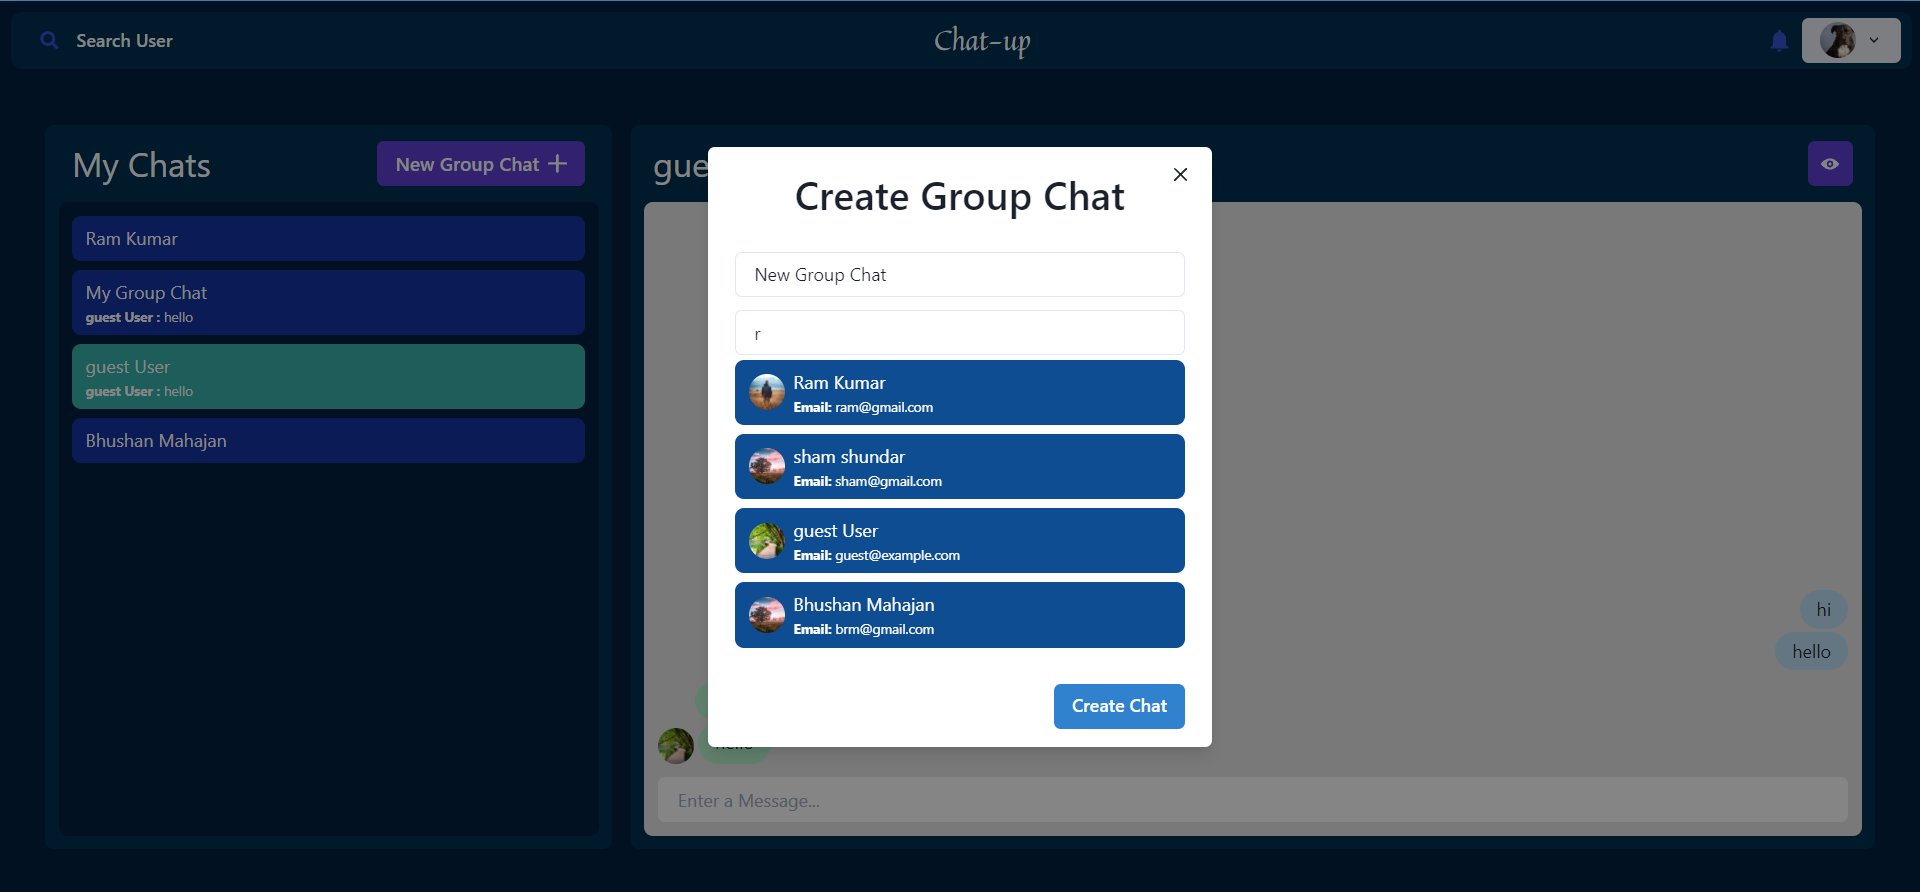 Search User
Chat-up
My Chats
New Group Chat
Ram Kumar
My Group Chat
guest User : hello
guest User
guest User : hello
Bhushan Mahajan
gue
Create Group Chat
New Group Chat
r
Ram Kumar
Email: ram@gmail.com
sham shundar
Email: sham@gmail.com
guest User
Email: guest@example.com
Bhushan Mahajan
Email: brm@gmail.com
Create Chat
hi
hello
hello
Enter a Message...